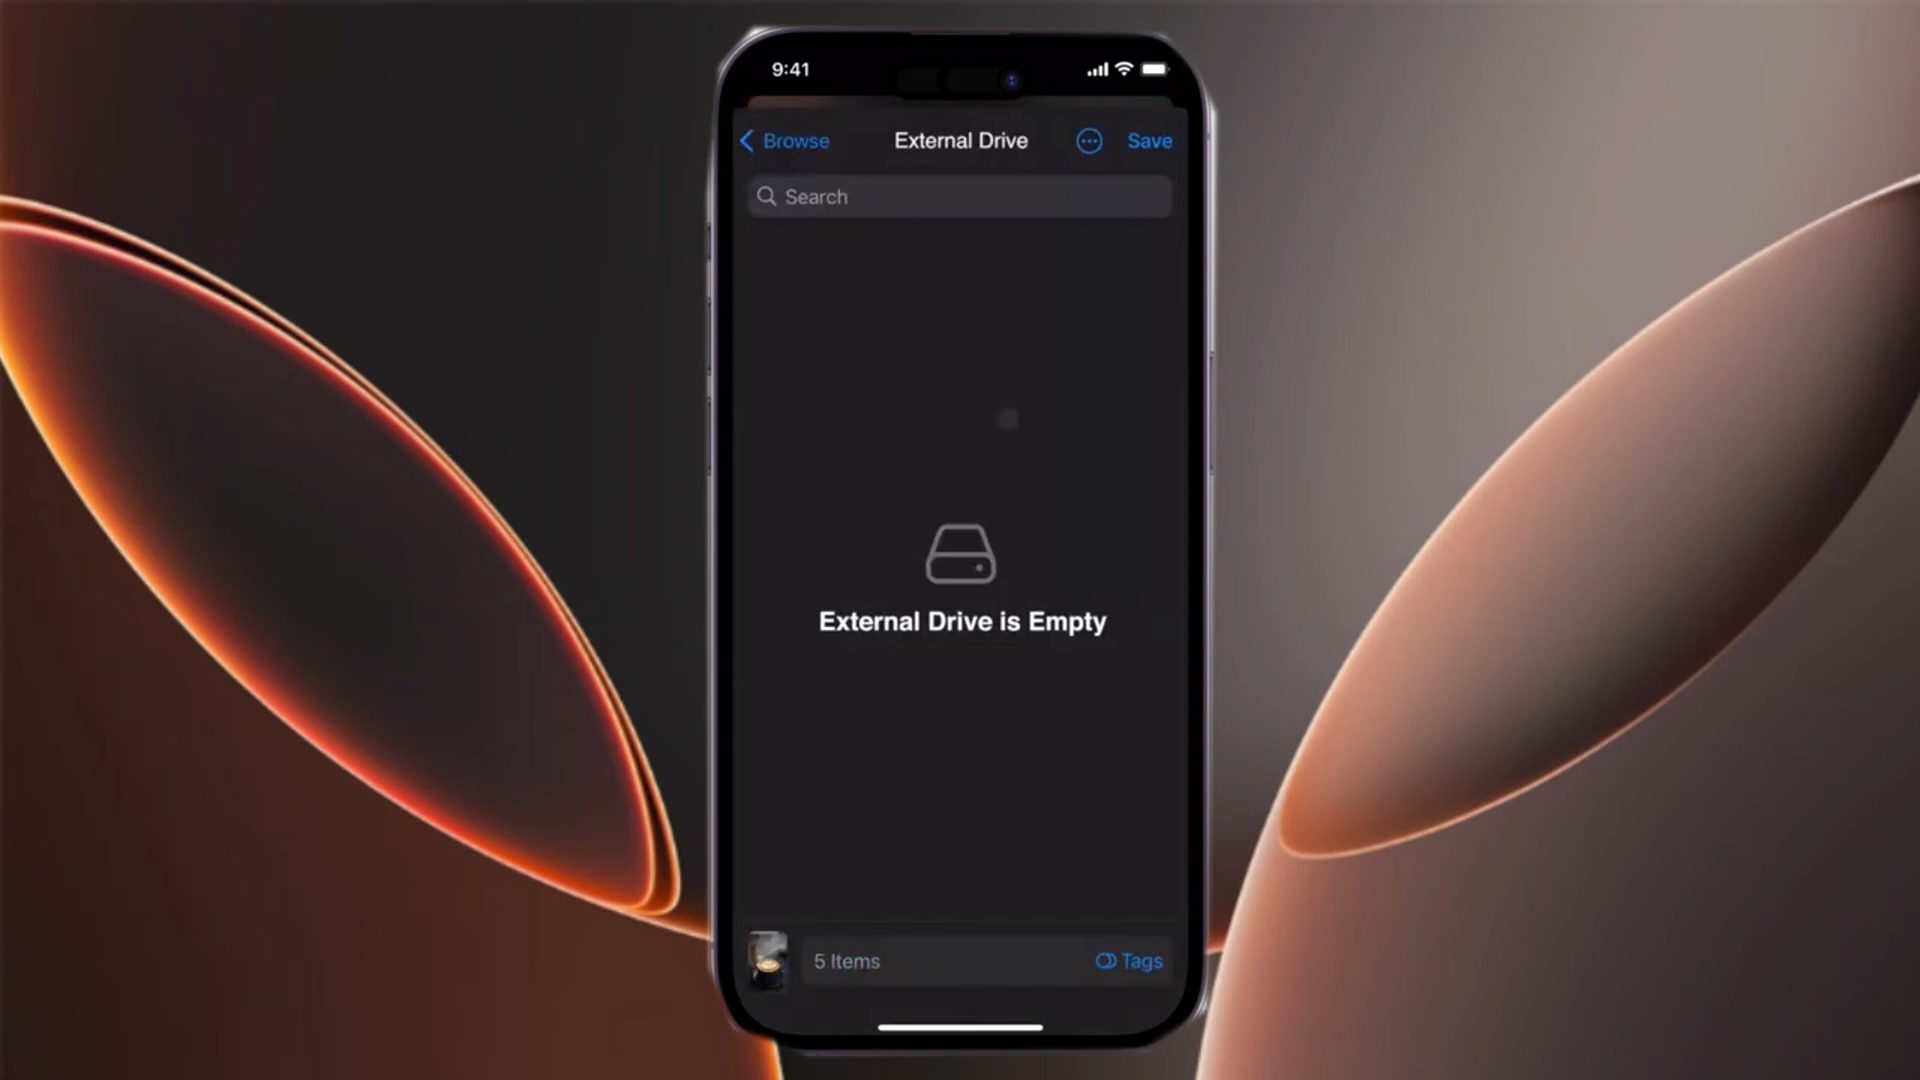 9:41
Browse External Drive Save
Search
External Drive is Empty
5 Items Tags